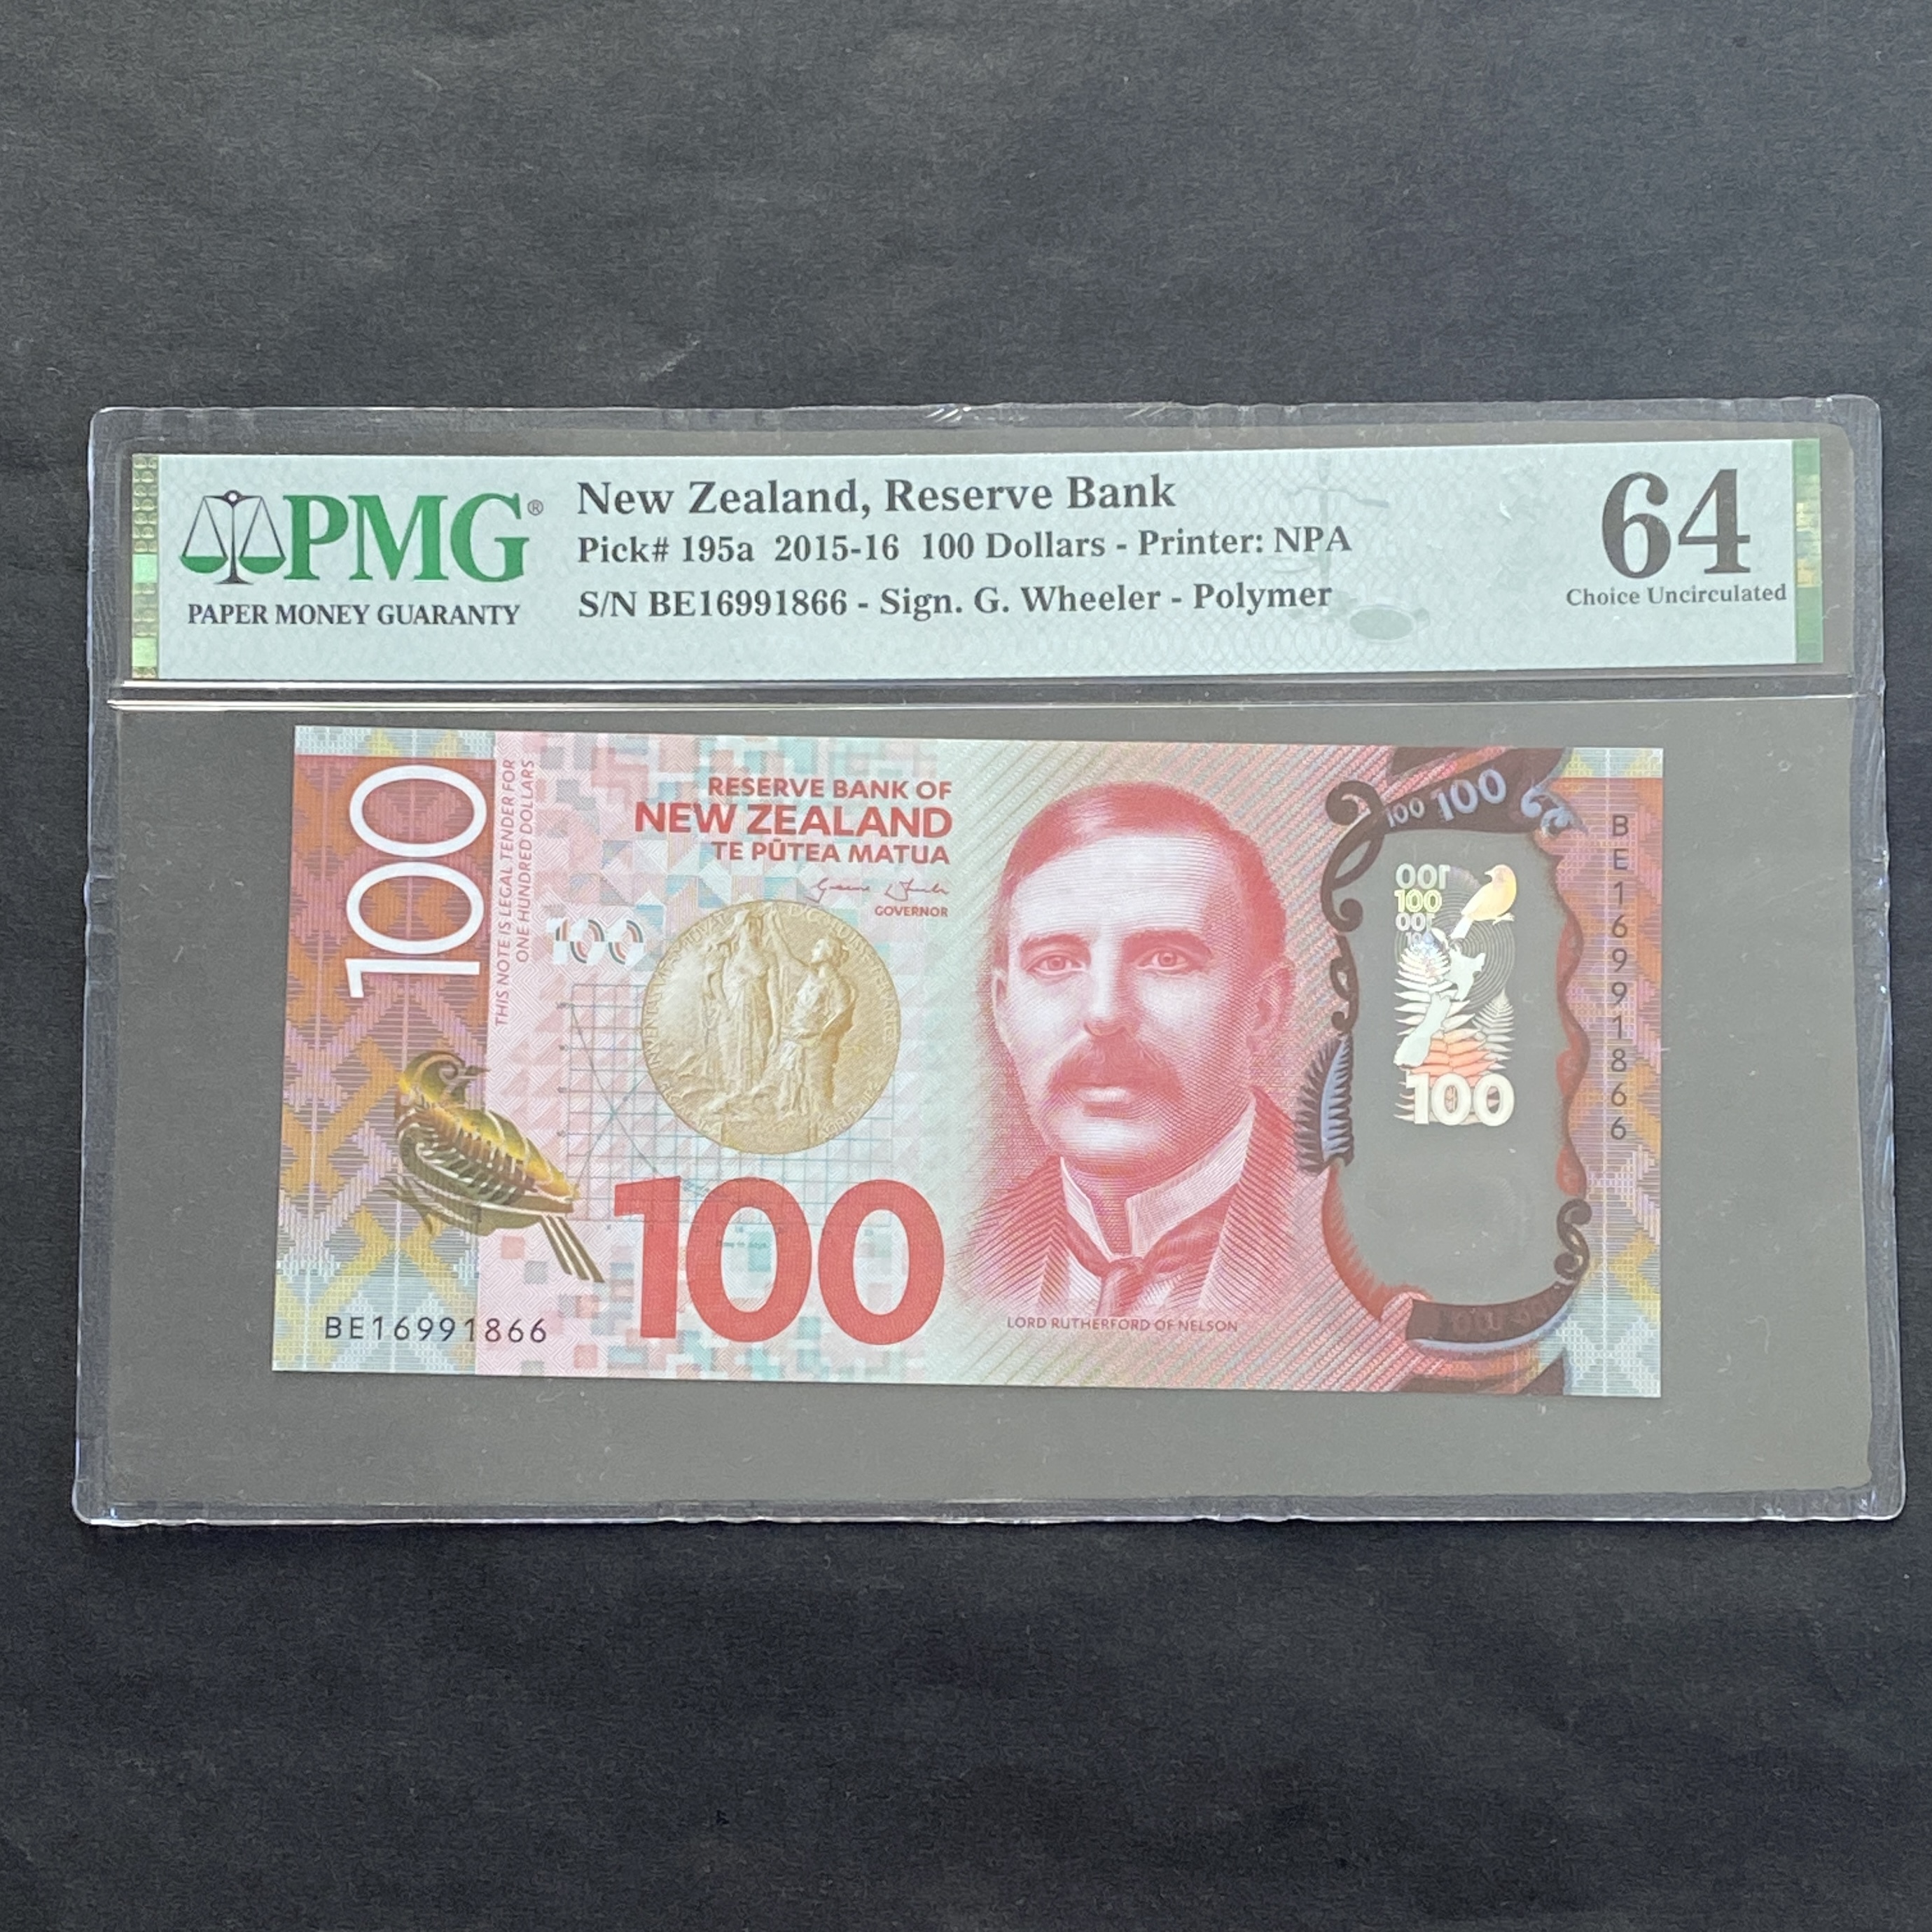 PMG®
PAPER MONEY GUARANTY
New Zealand, Reserve Bank
Pick# 195a 2015-16 100 Dollars - Printer: NPA
S/N BE16991866 - Sign. G. Wheeler - Polymer
64
Choice Uncirculated
100
THIS NOTE IS LEGAL TENDER FOR
ONE HUNDRED DOLLARS
RESERVE BANK OF
NEW ZEALAND
TE PŪTEA MATUA
GOVERNOR
100
100
BE16991866
LORD RUTHERFORD OF NELSON
100 100
100
100
100
100
BE16991866